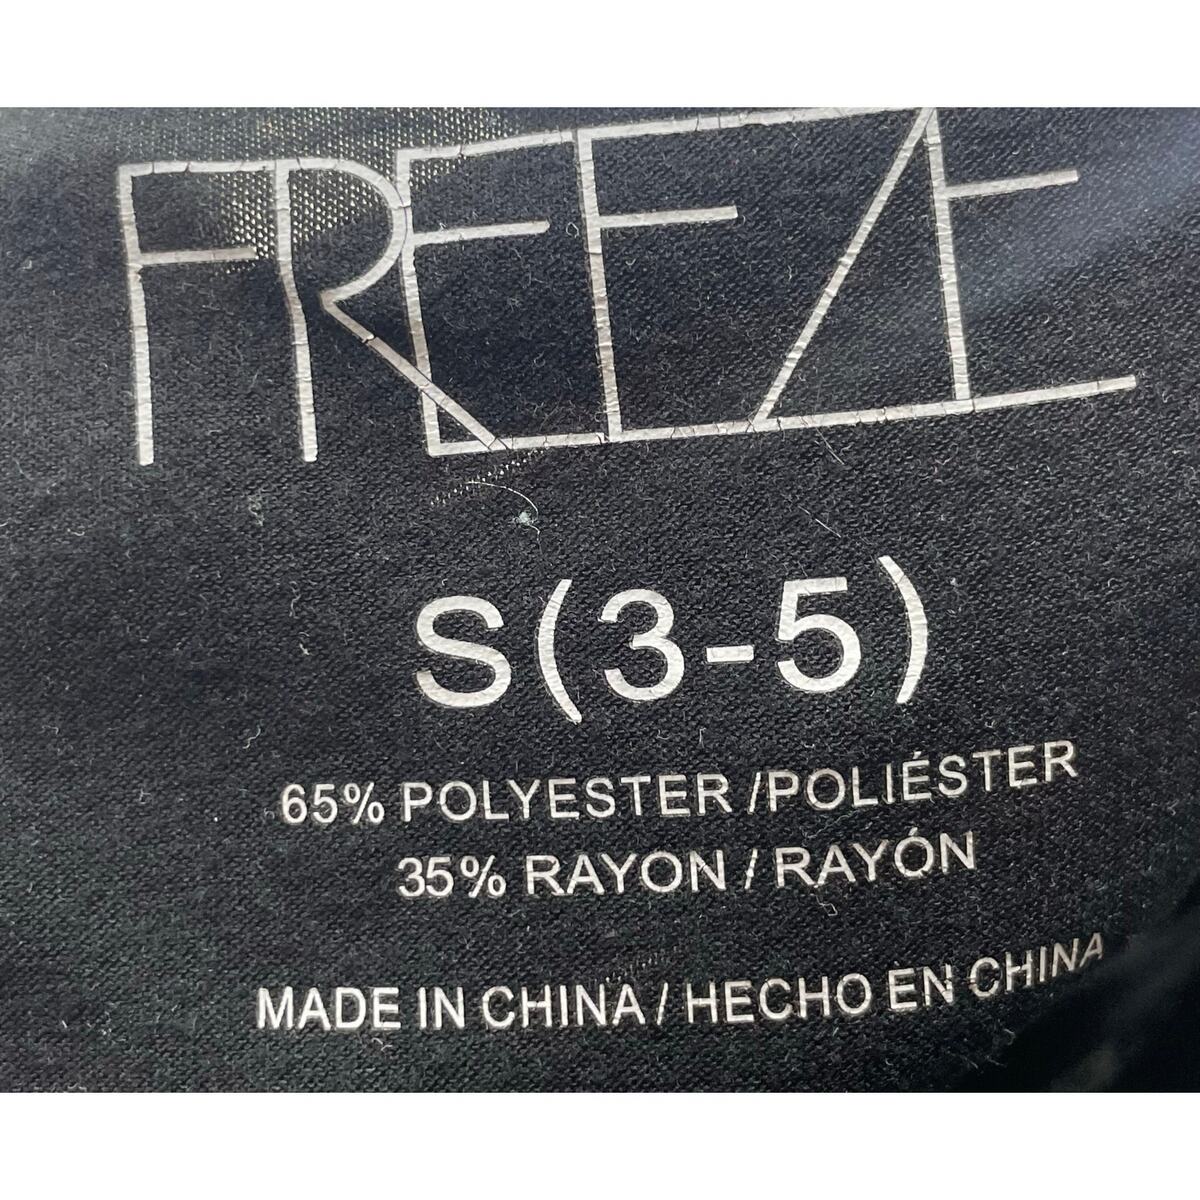 FREEZE
S(3-5)
65% POLYESTER /POLIÉSTER
35% RAYON / RAYÓN
MADE IN CHINA / HECHO EN CHINA